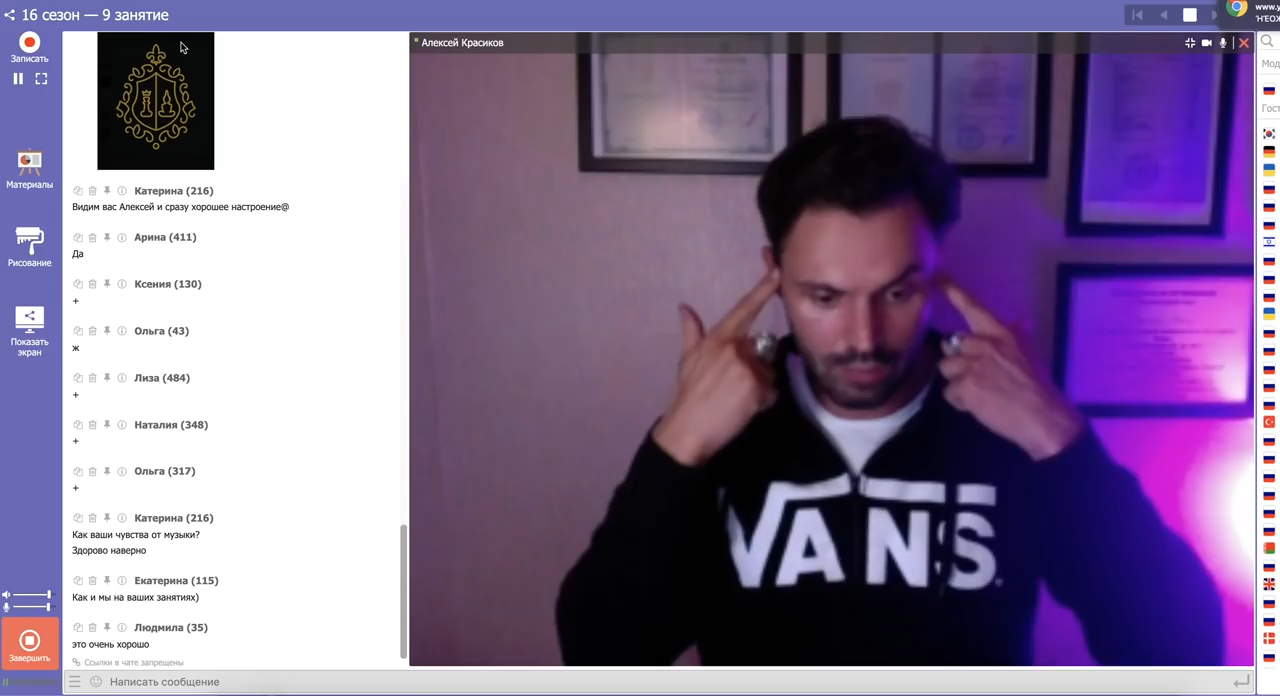 16 сезон — 9 занятие
www.y
Записать
Материалы
Рисование
Показать
экран
Завершить
Катерина (216)
Видим вас Алексей и сразу хорошее настроение@
Арина (411)
Да
Ксения (130)
+
Ольга (43)
ж
Лиза (484)
+
Наталия (348)
+
Ольга (317)
+
Катерина (216)
Как ваши чувства от музыки?
Здорово наверно
Екатерина (115)
Как и мы на ваших занятиях)
Людмила (35)
это очень хорошо
Ссылки в чате запрещены
Написать сообщение
Алексей Красиков
VANS
Мод
Гост